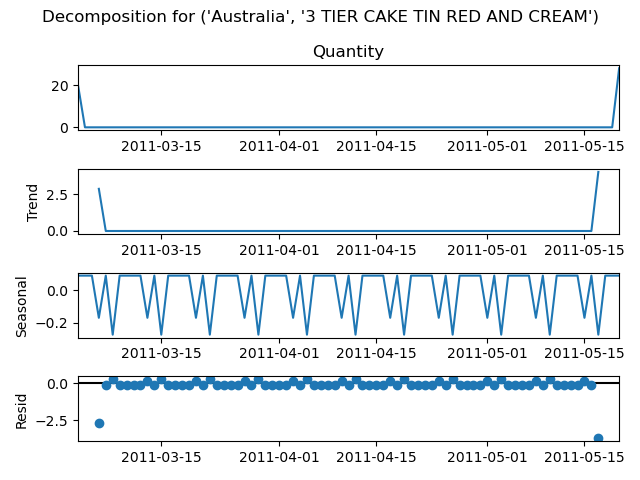 Decomposition for ('Australia', '3 TIER CAKE TIN RED AND CREAM')
Quantity
20
0
2011-03-15 2011-04-01 2011-04-15 2011-05-01 2011-05-15
Trend
2.5
0.0
2011-03-15 2011-04-01 2011-04-15 2011-05-01 2011-05-15
Seasonal
0.0
−0.2
2011-03-15 2011-04-01 2011-04-15 2011-05-01 2011-05-15
Resid
0.0
−2.5
2011-03-15 2011-04-01 2011-04-15 2011-05-01 2011-05-15